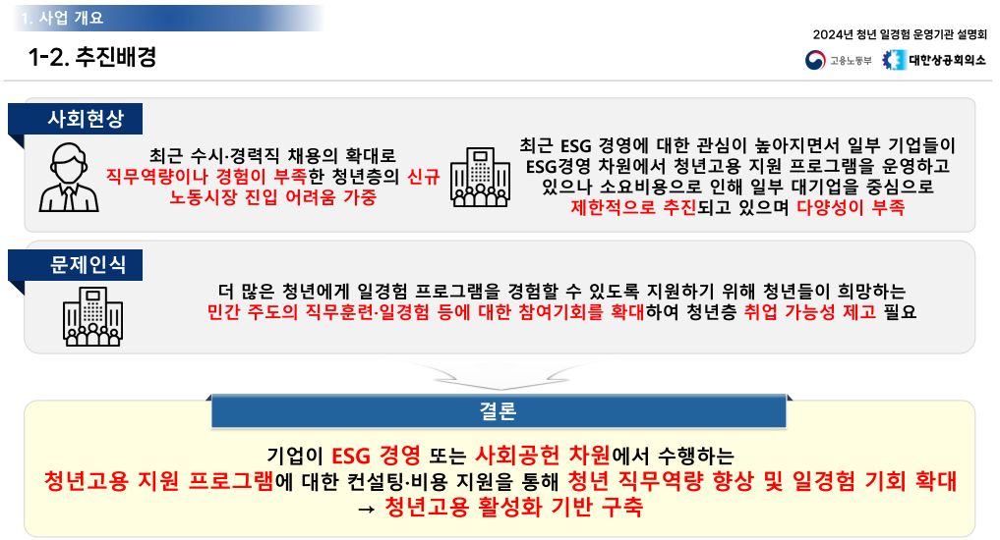 1. 사업 개요
1-2. 추진배경
2024년 청년 일경험 운영기관 설명회
고용노동부 대한상공회의소
사회현상
최근 수시·경력직 채용의 확대로
직무역량이나 경험이 부족한 청년층의 신규
노동시장 진입 어려움 가중
최근 ESG 경영에 대한 관심이 높아지면서 일부 기업들이
ESG경영 차원에서 청년고용 지원 프로그램을 운영하고
있으나 소요비용으로 인해 일부 대기업을 중심으로
제한적으로 추진되고 있으며 다양성이 부족
문제인식
더 많은 청년에게 일경험 프로그램을 경험할 수 있도록 지원하기 위해 청년들이 희망하는
민간 주도의 직무훈련·일경험 등에 대한 참여기회를 확대하여 청년층 취업 가능성 제고 필요
결론
기업이 ESG 경영 또는 사회공헌 차원에서 수행하는
청년고용 지원 프로그램에 대한 컨설팅·비용 지원을 통해 청년 직무역량 향상 및 일경험 기회 확대
→ 청년고용 활성화 기반 구축